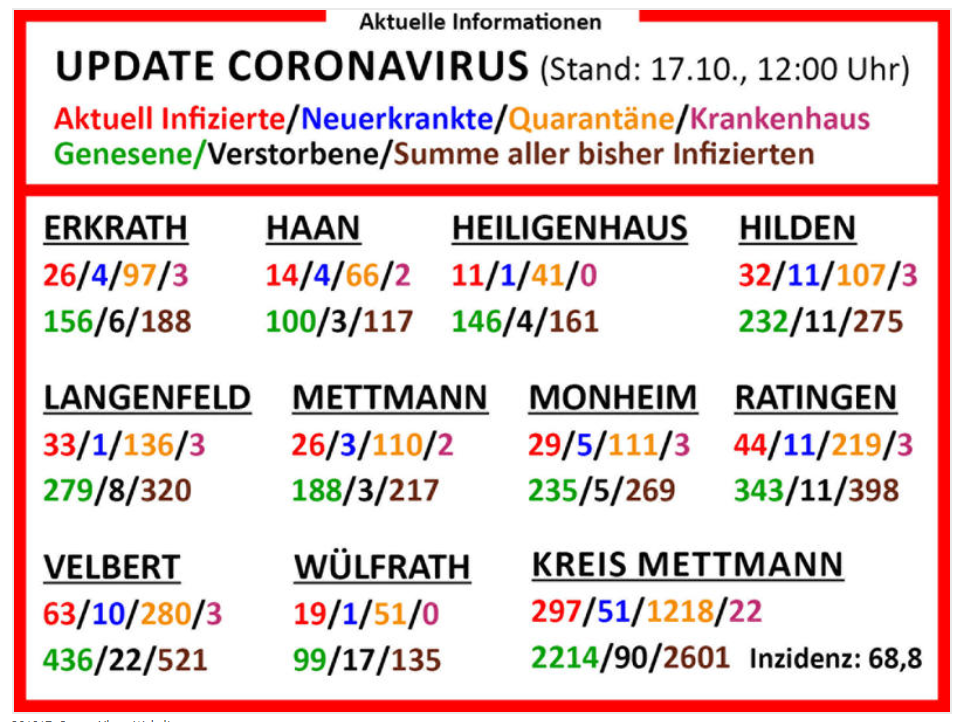 Aktuelle Informationen
UPDATE CORONAVIRUS (Stand: 17.10., 12:00 Uhr)
Aktuell Infizierte/Neuerkrankte/Quarantäne/Krankenhaus
Genesene/Verstorbene/Summe aller bisher Infizierten
ERKRATH HAAN HEILIGENHAUS HILDEN
26/4/97/3 14/4/66/2 11/1/41/0 32/11/107/3
156/6/188 100/3/117 146/4/161 232/11/275
LANGENFELD METTMANN MONHEIM RATINGEN
33/1/136/3 26/3/110/2 29/5/111/3 44/11/219/3
279/8/320 188/3/217 235/5/269 343/11/398
VELBERT WÜLFRATH KREIS METTMANN
63/10/280/3 19/1/51/0 297/51/1218/22
436/22/521 99/17/135 2214/90/2601 Inzidenz: 68,8